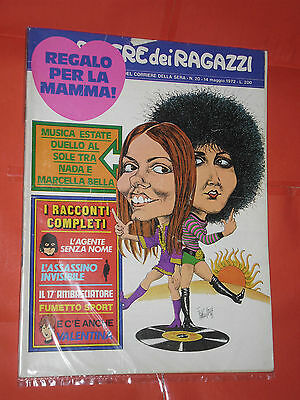 REGALO
PER LA
MAMMA!
RE dei RAGAZZI
DEL CORRIERE DELLA SERA - N. 20 - 14 maggio 1972 - L. 200
MUSICA ESTATE
DUELLO AL
SOLE TRA
NADA E
MARCELLA BELLA
I RACCONTI
COMPLETI
L'AGENTE
SENZA NOME
L'ASSASSINO
INVISIBILE
IL 17° AMBASCIATORE
FUMETTO SPORT
E C'È ANCHE
VALENTINA